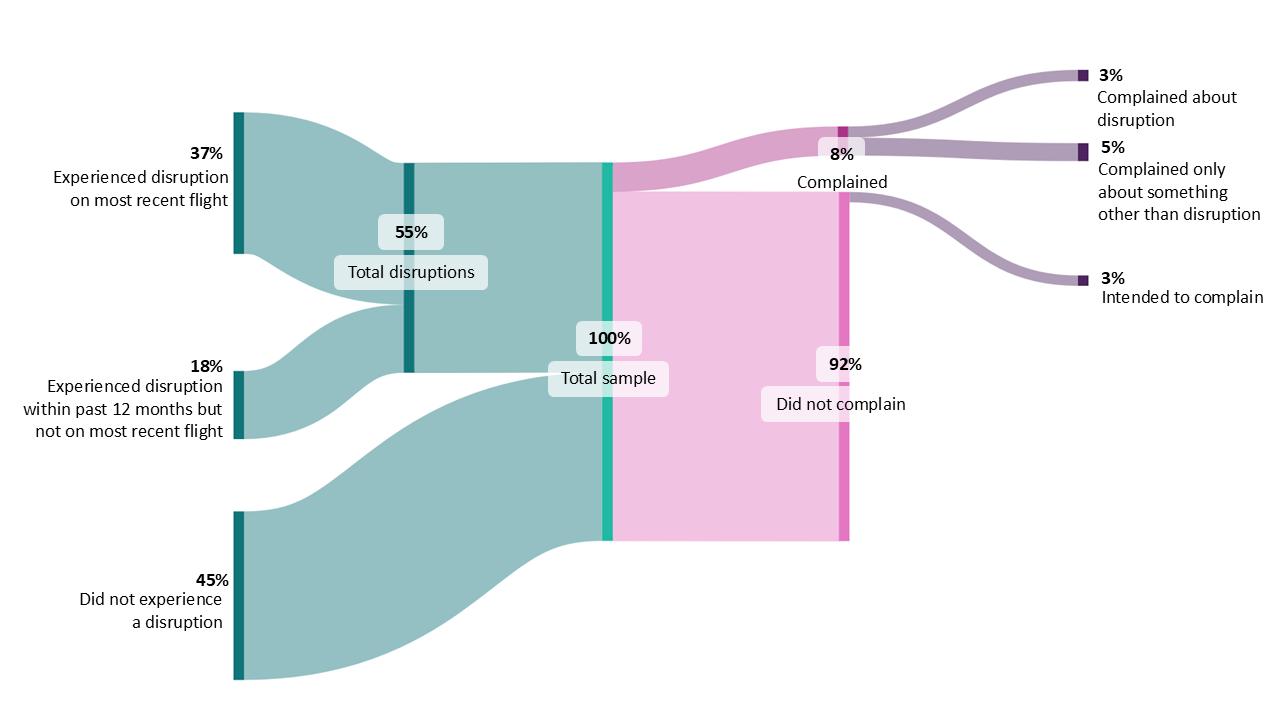 37%
Experienced disruption
on most recent flight
18%
Experienced disruption
within past 12 months but
not on most recent flight
45%
Did not experience
a disruption
55%
Total disruptions
100%
Total sample
8%
Complained
92%
Did not complain
3%
Complained about
disruption
5%
Complained only
about something
other than disruption
3%
Intended to complain